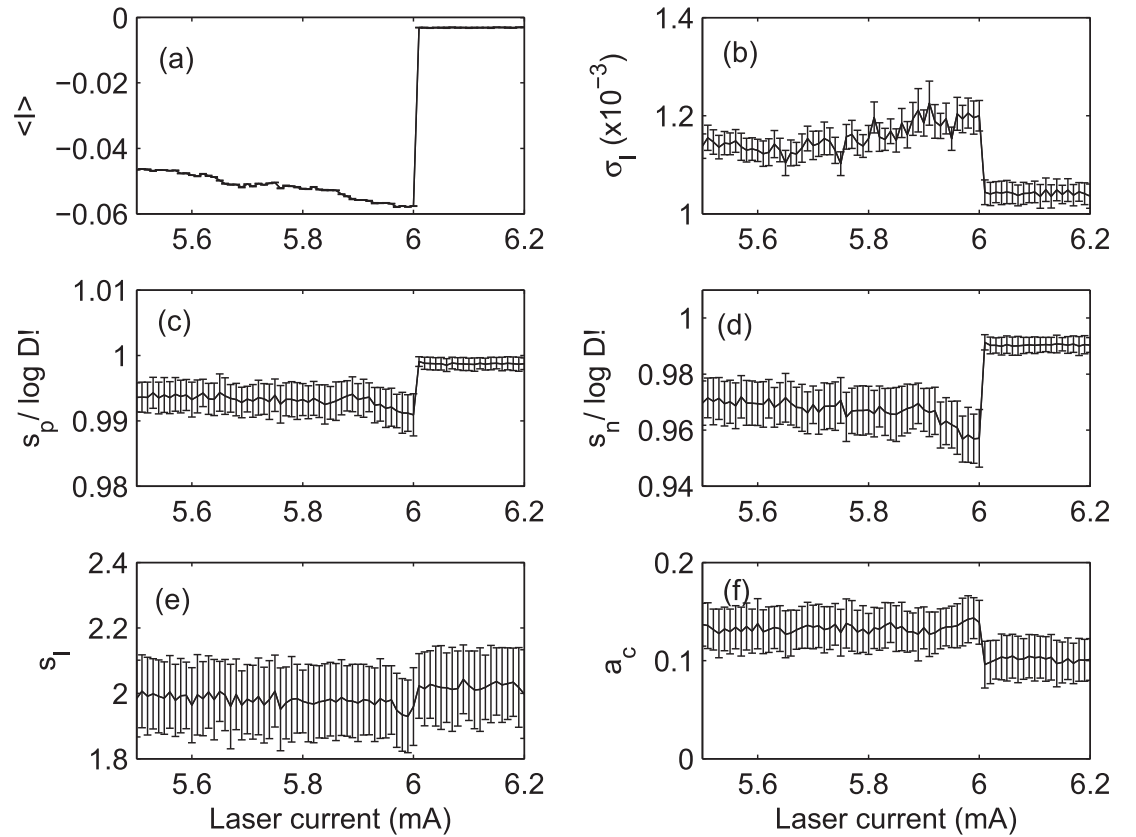 (a)
<I>
0
−0.02
−0.04
−0.06
5.6 5.8 6 6.2
(b)
σI (x10−3)
1.4
1.2
1
5.6 5.8 6 6.2
(c)
sp/ log D!
1.01
1
0.99
0.98
5.6 5.8 6 6.2
(d)
sn/ log D!
1
0.98
0.96
0.94
5.6 5.8 6 6.2
(e)
sI
2.4
2.2
2
1.8
5.6 5.8 6 6.2
Laser current (mA)
(f)
ac
0.2
0.1
0
5.6 5.8 6 6.2
Laser current (mA)